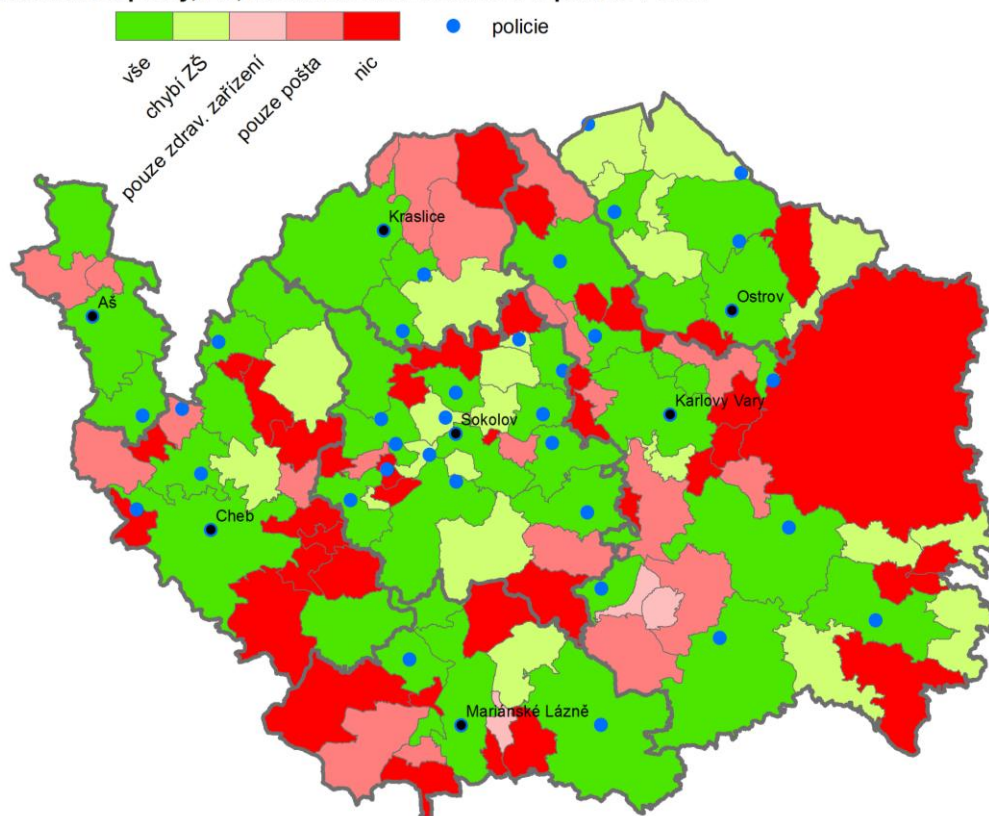 policie
vše
chybí ZŠ
pouze zdrav. zařízení
pouze pošta
nic
Kraslice
Aš
Ostrov
Karlovy Vary
Sokolov
Cheb
Mariánské Lázně